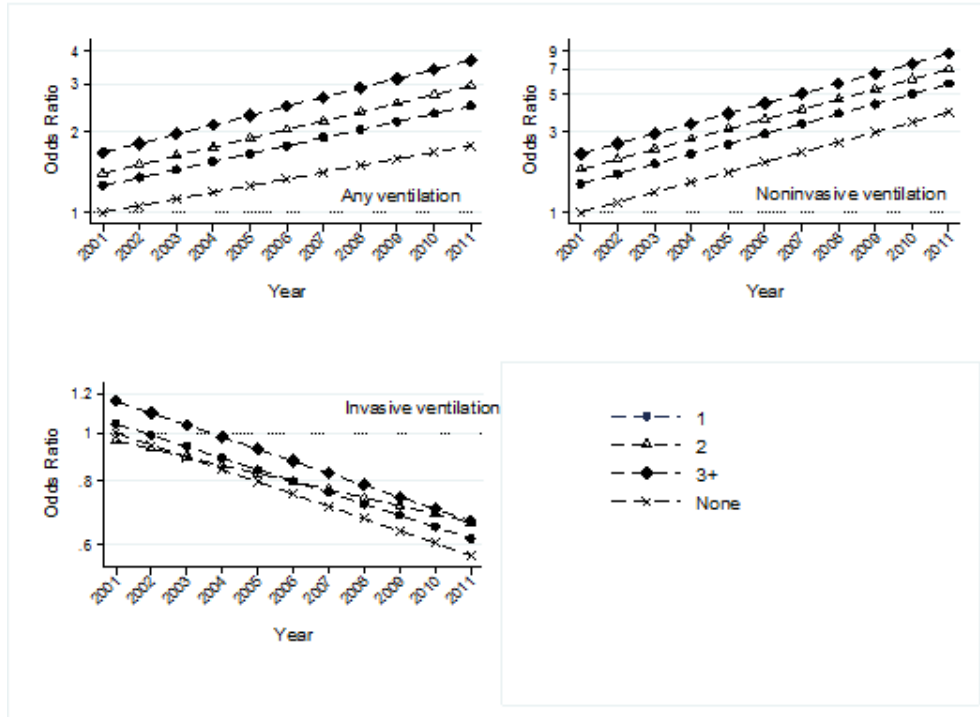 4
3
2
1
Odds Ratio
Any ventilation
2001 2002 2003 2004 2005 2006 2007 2008 2009 2010 2011
Year
9
7
5
3
1
Odds Ratio
Noninvasive ventilation
2001 2002 2003 2004 2005 2006 2007 2008 2009 2010 2011
Year
1.2
1
.8
.6
Odds Ratio
Invasive ventilation
2001 2002 2003 2004 2005 2006 2007 2008 2009 2010 2011
Year
1
2
3+
None